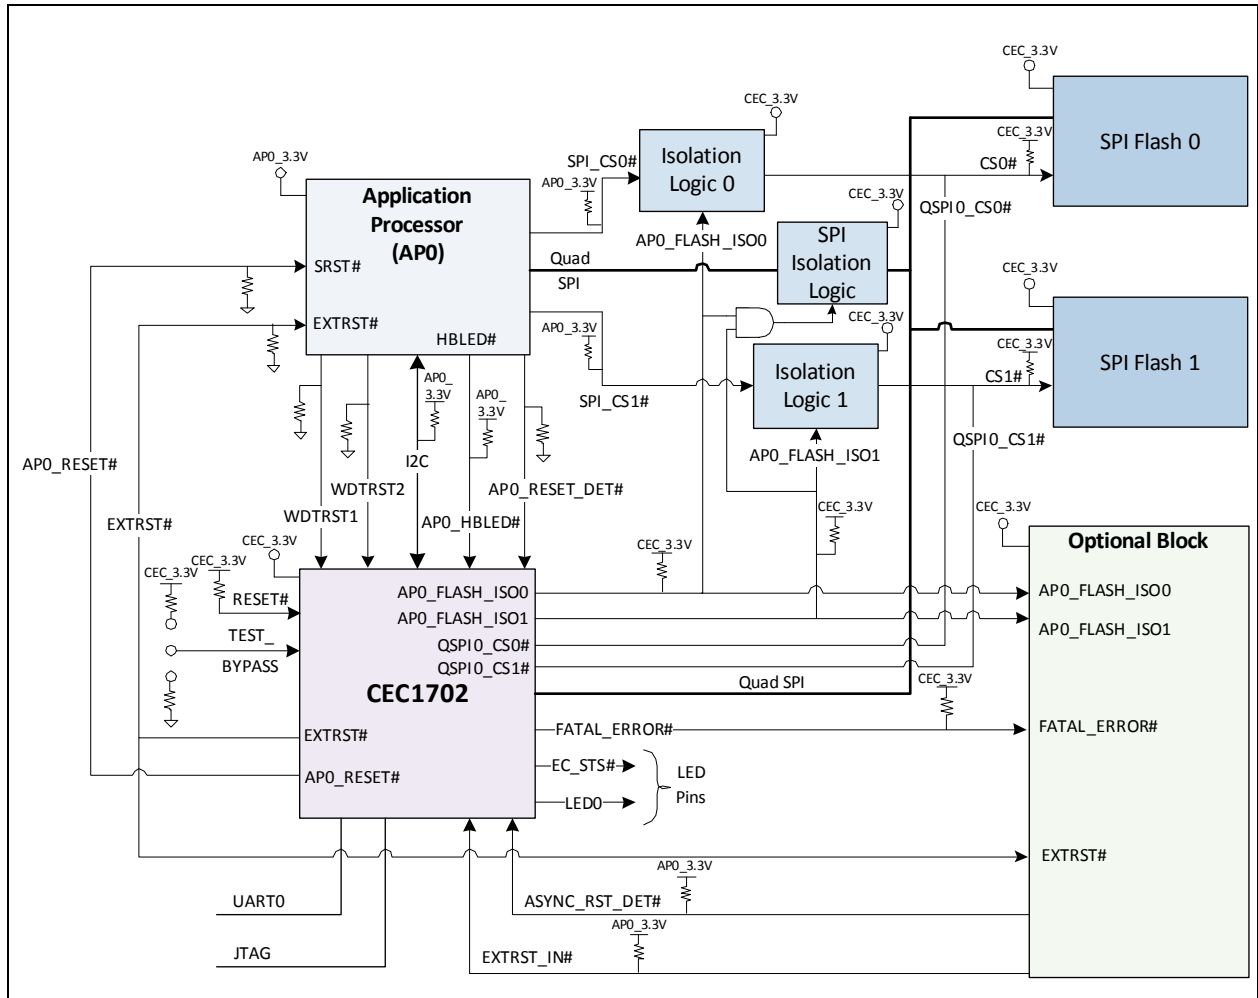 CEC_3.3V
SPI Flash 0
CEC_3.3V
CS0#
QSPI0_CS0#
CEC_3.3V
Isolation
Logic 0
SPI_CS0#
AP0_3.3V
AP0_3.3V
Application
Processor
(AP0)
SRST#
EXTRST#
HBLED#
AP0_FLASH_ISO0
CEC_3.3V
SPI
Isolation
Logic
Quad
SPI
CEC_3.3V
Isolation
Logic 1
AP0_3.3V
SPI_CS1#
CEC_3.3V
SPI Flash 1
CEC_3.3V
CS1#
QSPI0_CS1#
AP0_FLASH_ISO1
CEC_3.3V
AP0_
3.3V
AP0_
3.3V
I2C
AP0_RESET_DET#
AP0_HBLED#
WDTRST2
WDTRST1
AP0_RESET#
EXTRST#
CEC_3.3V
CEC_3.3V
CEC_3.3V
RESET#
TEST_
BYPASS
CEC1702
AP0_FLASH_ISO0
AP0_FLASH_ISO1
QSPI0_CS0#
QSPI0_CS1#
EXTRST#
AP0_RESET#
CEC_3.3V
Quad SPI
CEC_3.3V
FATAL_ERROR#
EC_STS#
LED0
LED
Pins
CEC_3.3V
Optional Block
AP0_FLASH_ISO0
AP0_FLASH_ISO1
FATAL_ERROR#
EXTRST#
AP0_3.3V
ASYNC_RST_DET#
AP0_3.3V
EXTRST_IN#
UART0
JTAG